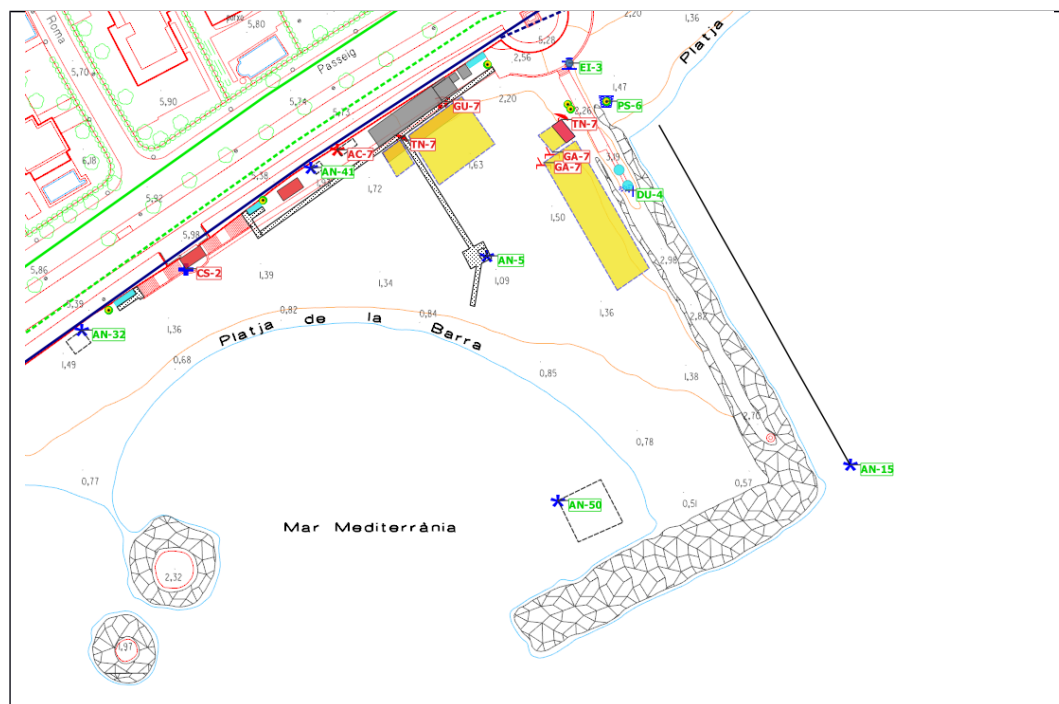 Roma
5,80
2,20
1,36
Platja
5,28
5,70
Passeig
2,56
EI-3
5,90
1,47
PS-6
5,74
2,20
GU-7
2,26
TN-7
5,73
TN-7
6,18
AC-7
GA-7
GA-7
3,19
1,63
AN-41
5,38
1,72
DU-4
5,92
1,50
5,98
AN-5
2,98
5,86
CS-2
1,39
1,34
1,09
5,39
0,82
0,84
1,36
2,82
AN-32
1,36
Platja de la Barra
1,49
0,68
0,85
1,38
2,70
0,78
AN-15
0,77
0,57
AN-50
0,51
Mar Mediterrània
2,32
1,97